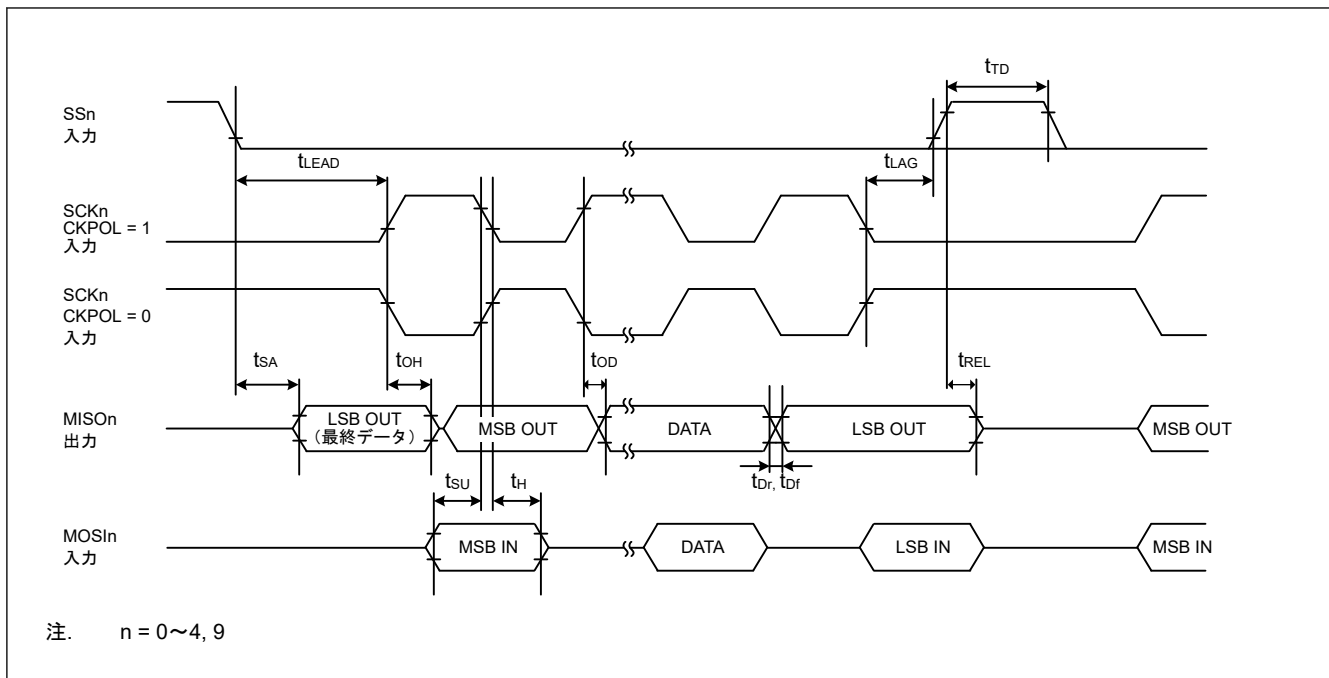 tTD
SSn
入力
tLEAD
tLAG
SCKn
CKPOL = 1
入力
SCKn
CKPOL = 0
入力
tSA
tOH
tOD
tREL
MISOn
出力
LSB OUT
(最終データ)
MSB OUT
DATA
LSB OUT
MSB OUT
tSU
tH
tDr, tDf
MOSIn
入力
MSB IN
DATA
LSB IN
MSB IN
注. n = 0～4, 9